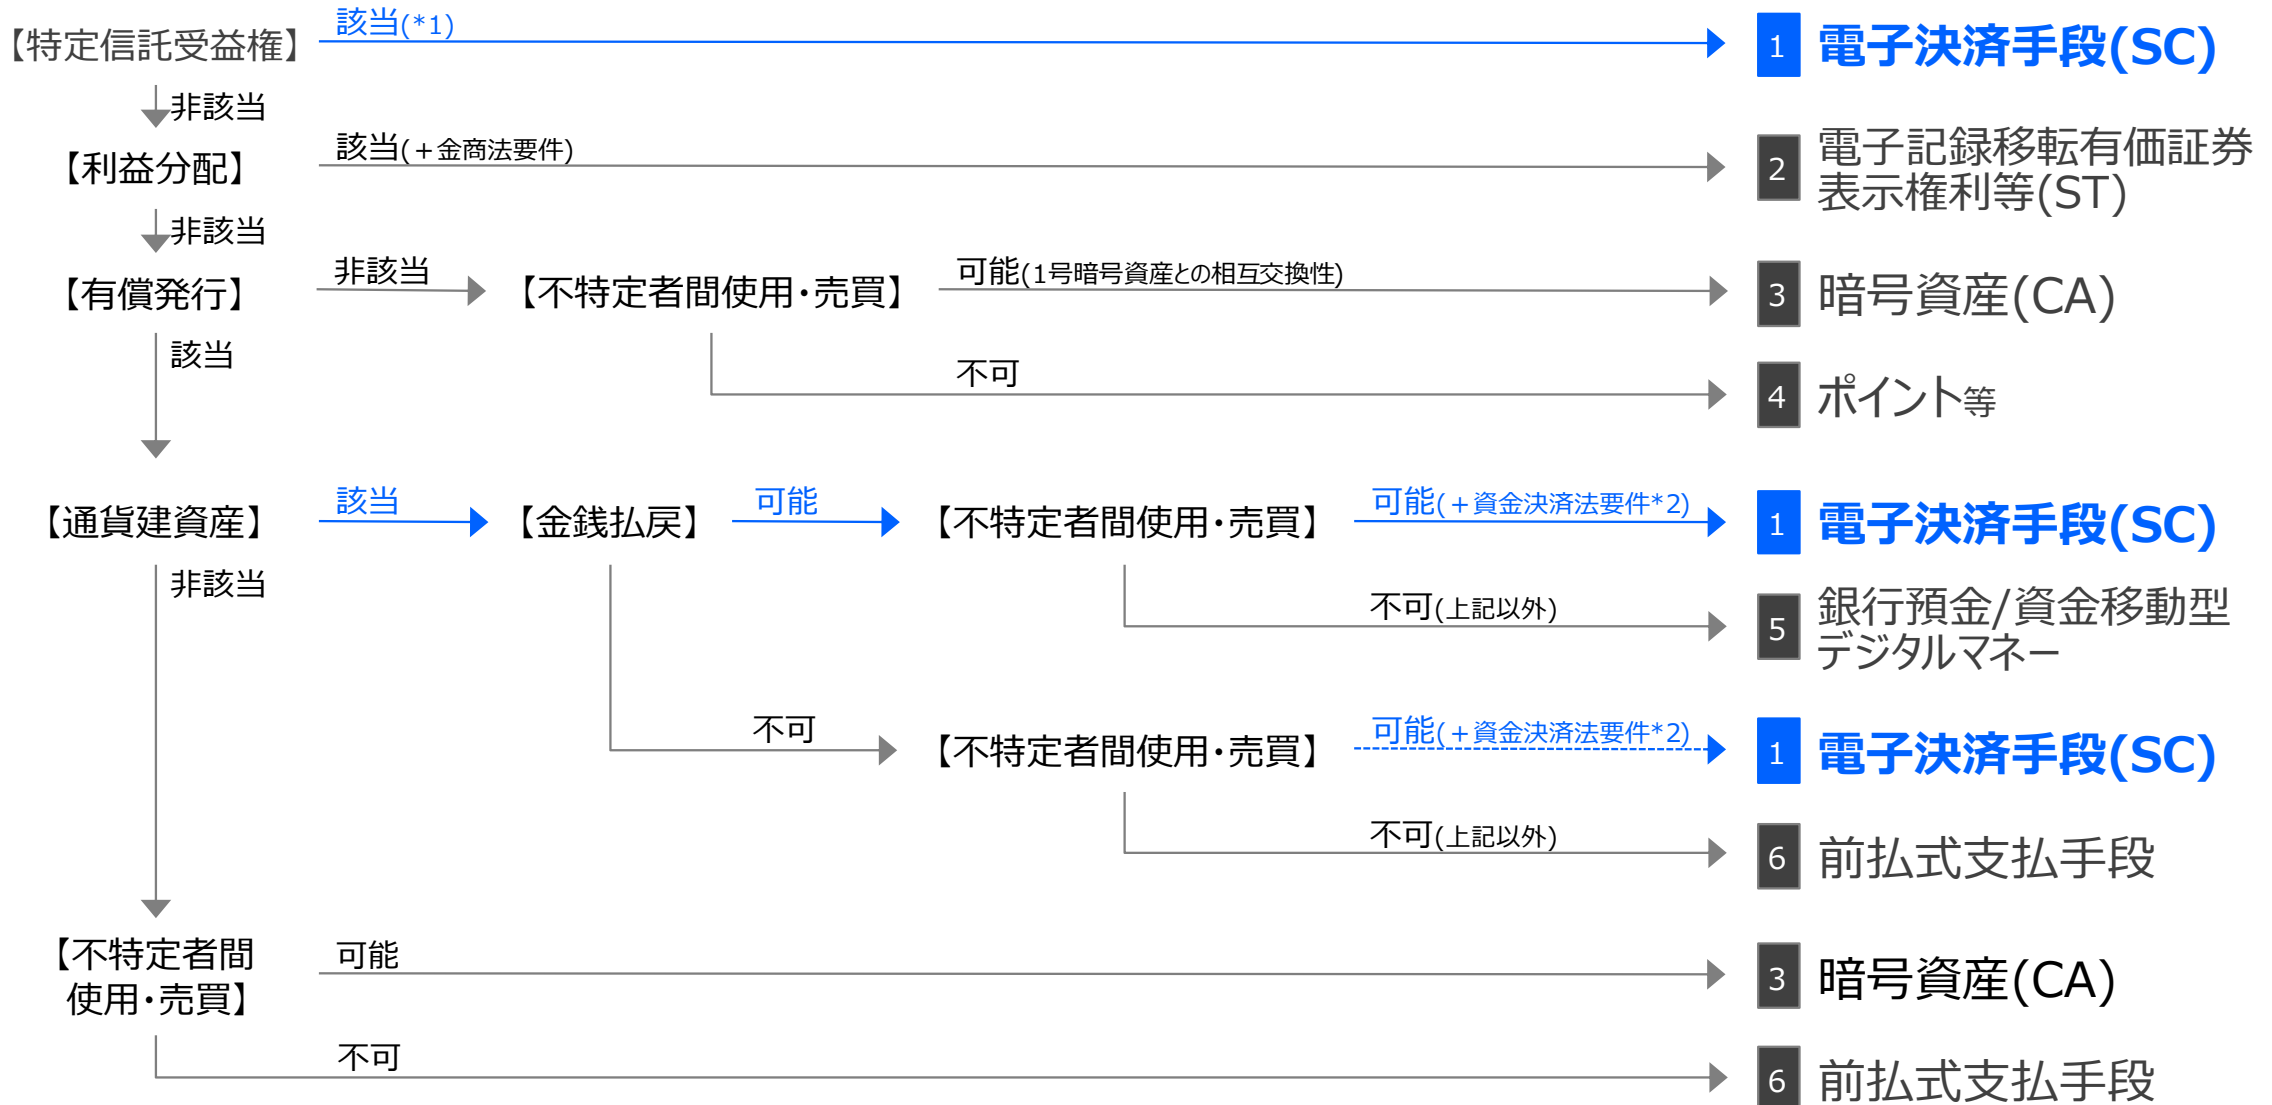 【特定信託受益権】
該当(*1)
1 電子決済手段(SC)
非該当
【利益分配】
該当(+金商法要件)
2 電子記録移転有価証券
表示権利等(ST)
非該当
【有償発行】
非該当
【不特定者間使用・売買】
可能(1号暗号資産との相互交換性)
3 暗号資産(CA)
該当
不可
4 ポイント等
【通貨建資産】
該当
【金銭払戻】
可能
【不特定者間使用・売買】
可能(+資金決済法要件*2)
1 電子決済手段(SC)
非該当
不可(上記以外)
5 銀行預金/資金移動型
デジタルマネー
不可
【不特定者間使用・売買】
可能(+資金決済法要件*2)
1 電子決済手段(SC)
不可(上記以外)
6 前払式支払手段
【不特定者間
使用・売買】
可能
3 暗号資産(CA)
不可
6 前払式支払手段